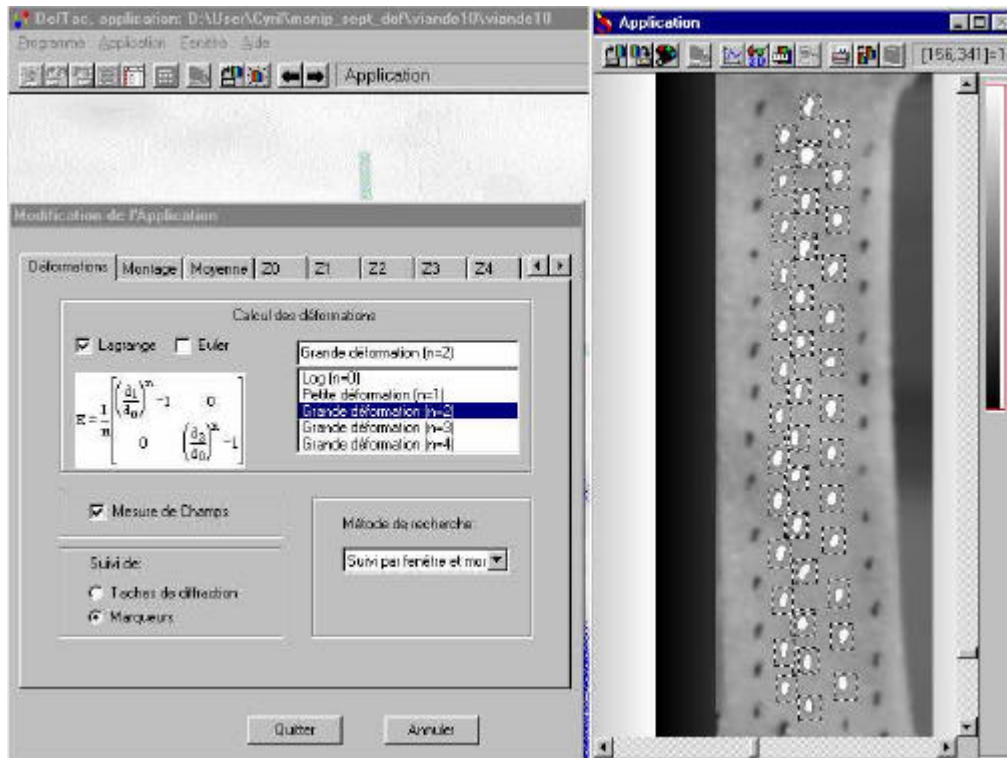 DefTac, application: D:\User\Cyril\manip_sept_def\viande10\viande10
Programme Application Fenêtre Aide
Application
Modification de l'Application
Déformations Montage Moyenne Z0 Z1 Z2 Z3 Z4
Calcul des déformations
Lagrange Euler
Grande déformation (n=2)
Log (n=0)
Petite déformation (n=1)
Grande déformation (n=2)
Grande déformation (n=3)
Grande déformation (n=4)
Mesure de Champs
Métode de recherche:
Suivi par fenêtre et mar
Suivi de:
Taches de diffraction
Marqueurs
Quitter Annuler
Application
[156,341]=1